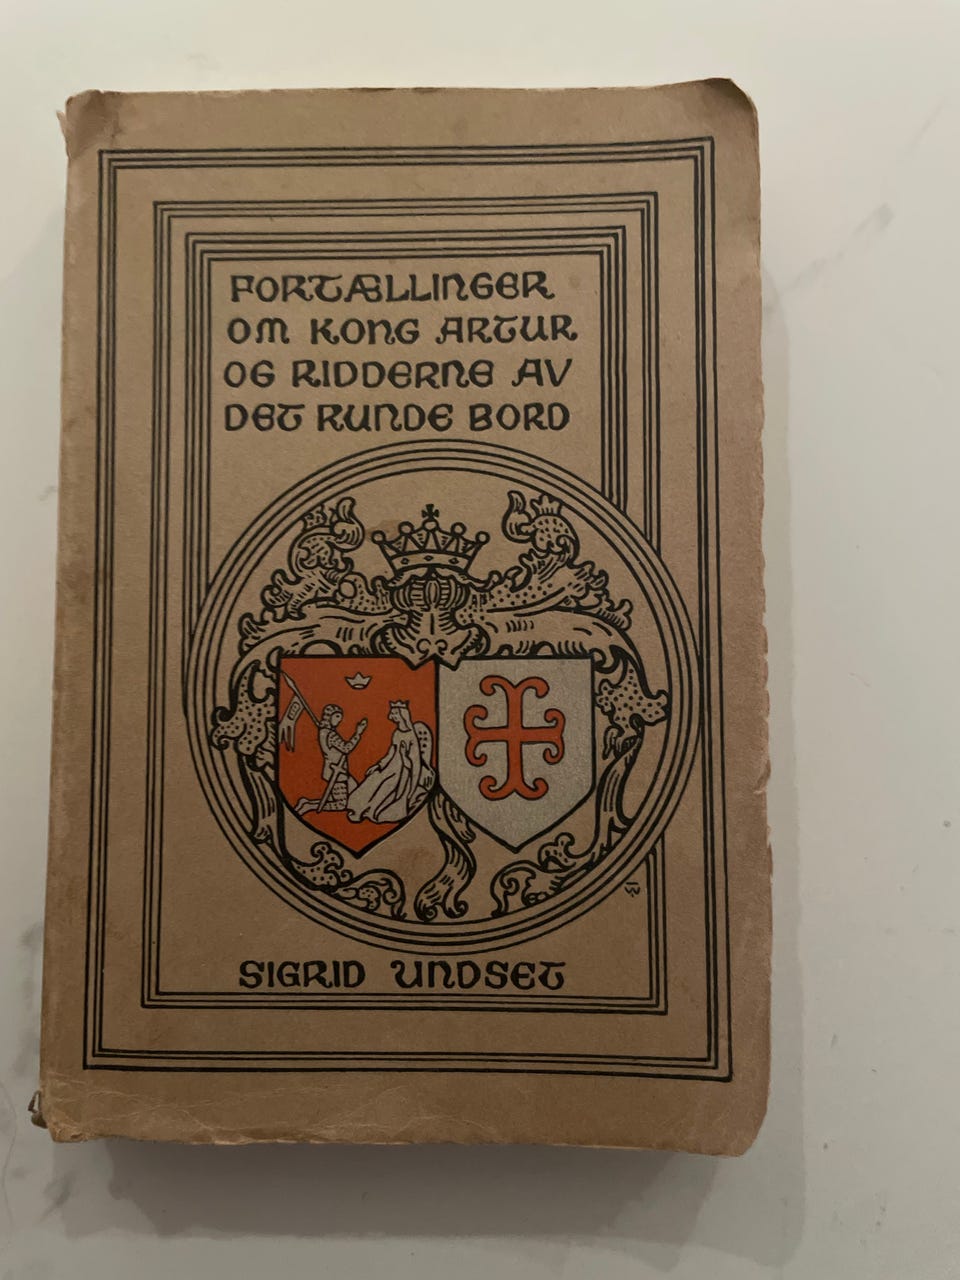 FORTÆLLINGER
OM KONG ARTUR
OG RIDDERNE AV
DET RUNDE BORD
SIGRID UNDSET